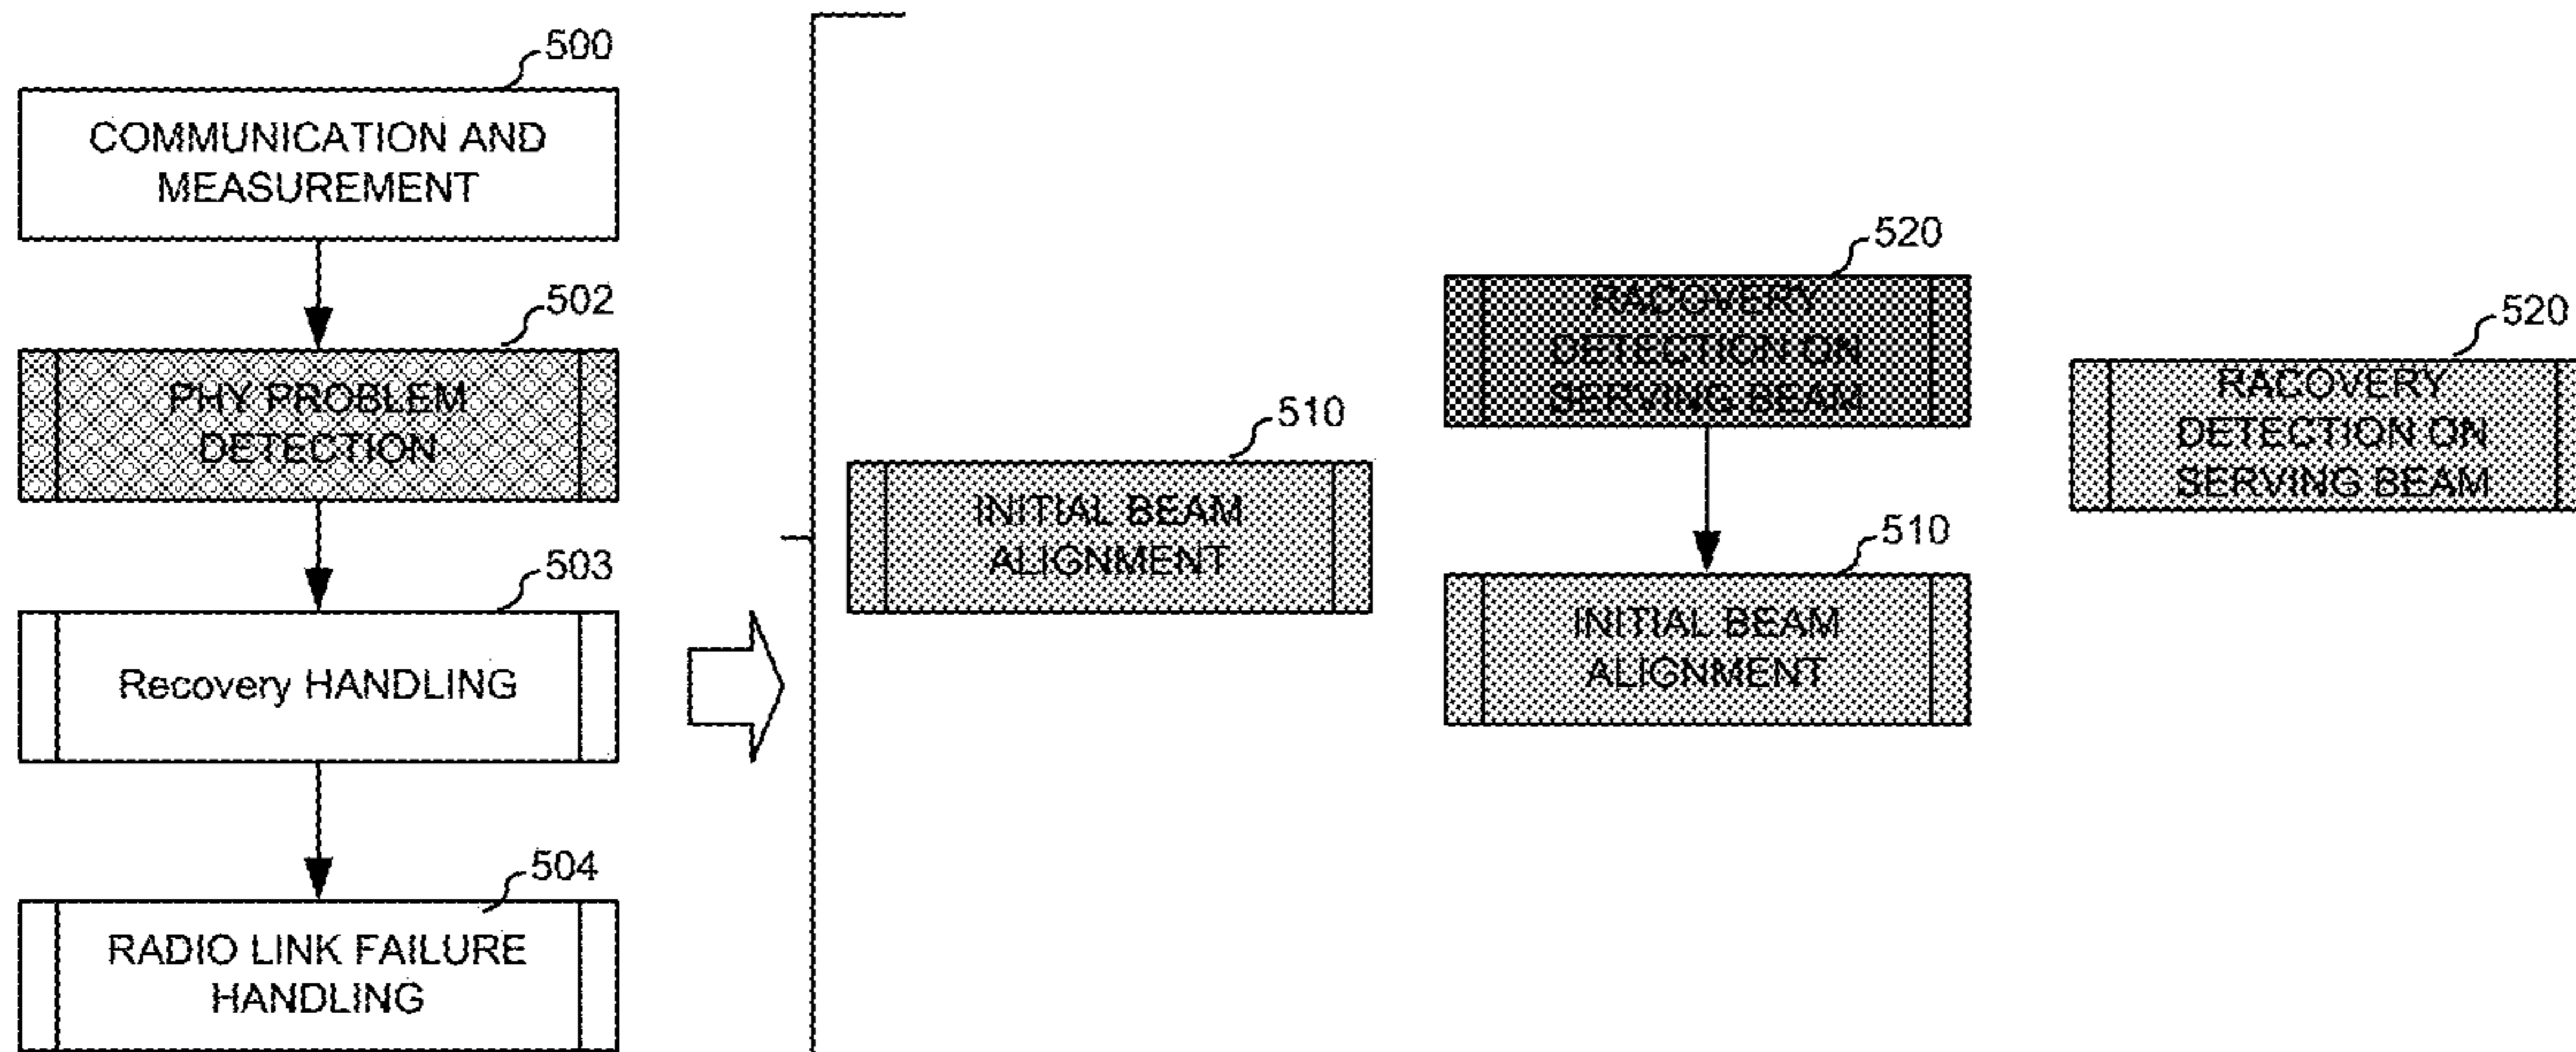 500
COMMUNICATION AND
MEASUREMENT
502
PHY PROBLEM
DETECTION
503
Recovery HANDLING
504
RADIO LINK FAILURE
HANDLING
510
INITIAL BEAM
ALIGNMENT
520
RACOVERY
DETECTION ON
SERVING BEAM
510
INITIAL BEAM
ALIGNMENT
520
RACOVERY
DETECTION ON
SERVING BEAM